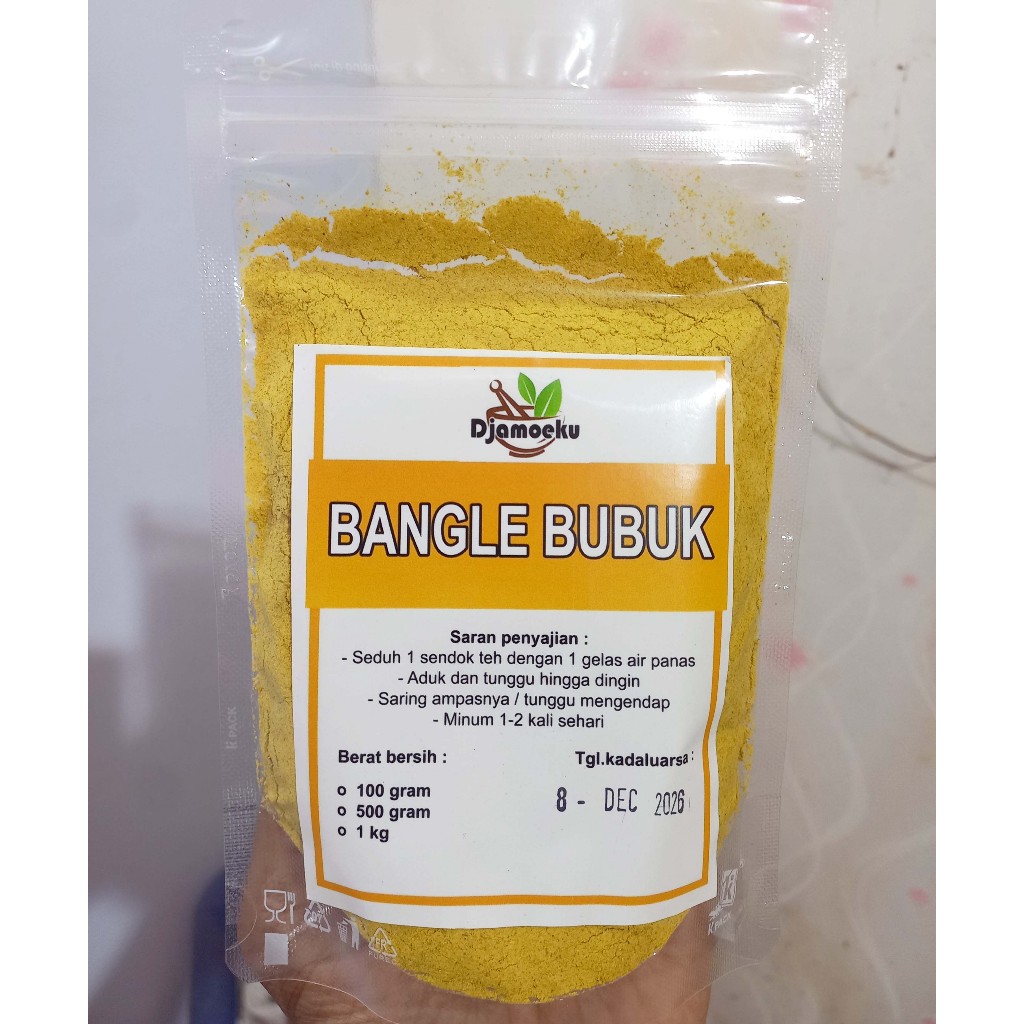 Djamoeku
BANGLE BUBUK
Saran penyajian :
- Seduh 1 sendok teh dengan 1 gelas air panas
- Aduk dan tunggu hingga dingin
- Saring ampasnya / tunggu mengendap
- Minum 1-2 kali sehari
Berat bersih :
Tgl.kadaluarsa :
o 100 gram
o 500 gram
o 1 kg
8 - DEC 2026
K PACK
K PACK